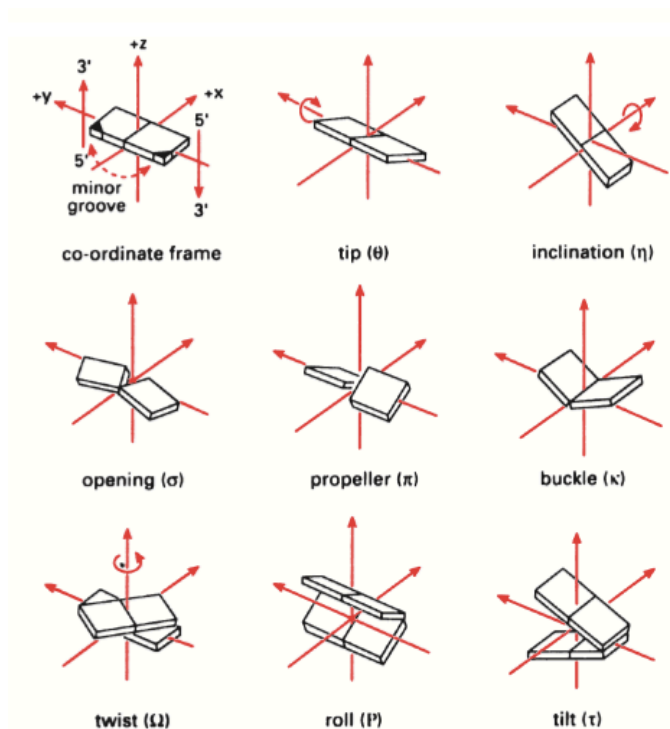 +z
3′
+y
+x
5′
5′
minor
groove
3′
co-ordinate frame
tip (θ)
inclination (η)
opening (σ)
propeller (π)
buckle (κ)
twist (Ω)
roll (Ρ)
tilt (τ)